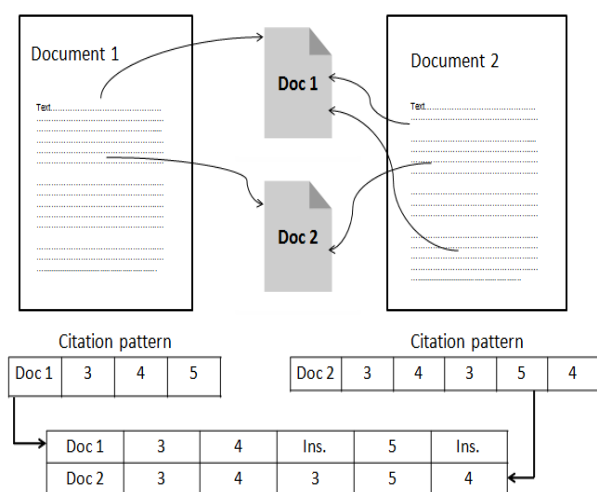 Document 1
Document 2
Doc 1
Text
Text
Doc 2
Citation pattern
Citation pattern
Doc 1 3 4 5
Doc 2 3 4 3 5 4
Doc 1 3 4 Ins. 5 Ins.
Doc 2 3 4 3 5 4